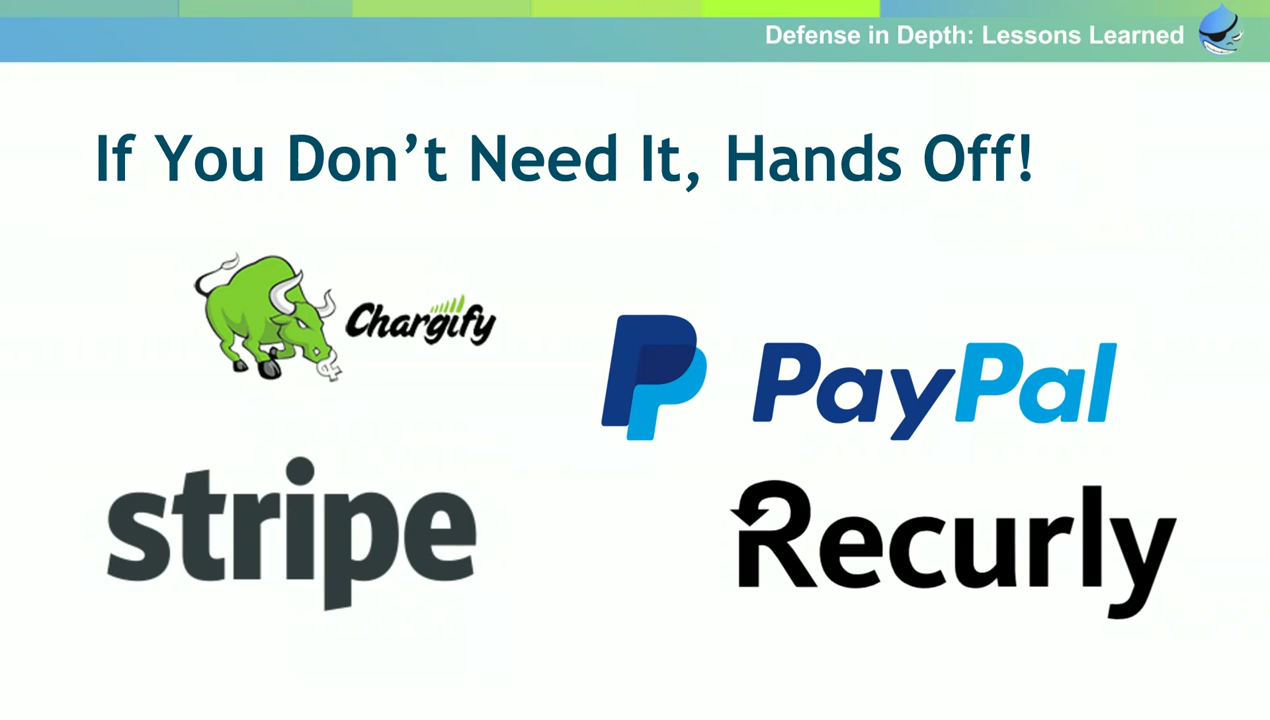 Defense in Depth: Lessons Learned
If You Don’t Need It, Hands Off!
Chargify
PayPal
stripe
Recurly